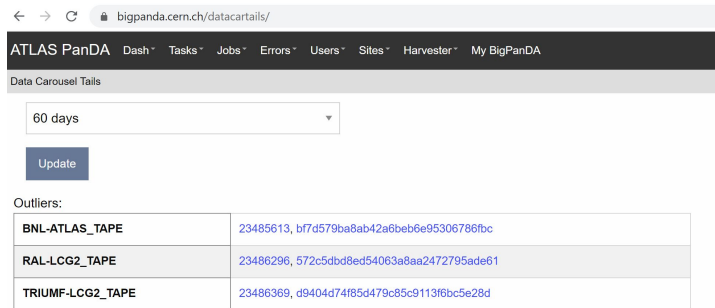 bigpanda.cern.ch/datacartails/
ATLAS PanDA Dash Tasks Jobs Errors Users Sites Harvester My BigPanDA
Data Carousel Tails
60 days
Update
Outliers:
BNL-ATLAS_TAPE 23485613, bf7d579ba8ab42a6beb6e95306786fbc
RAL-LCG2_TAPE 23486296, 572c5dbd8ed54063a8aa2472795ade61
TRIUMF-LCG2_TAPE 23486369, d9404d74f85d479c85c9113f6bc5e28d